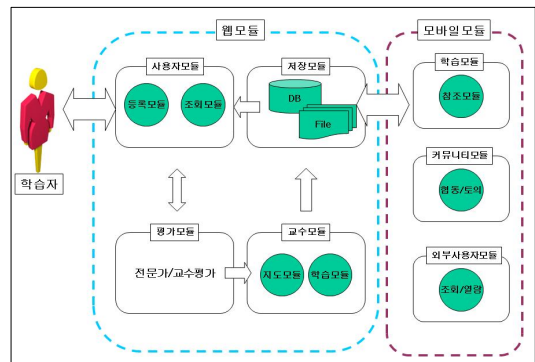 웹모듈
모바일모듈
사용자모듈
등록모듈
조회모듈
저장모듈
DB
File
학습모듈
참조모듈
학습자
커뮤니티모듈
협동/토의
평가모듈
전문가/교수평가
교수모듈
지도모듈
학습모듈
외부사용자모듈
조회/열람